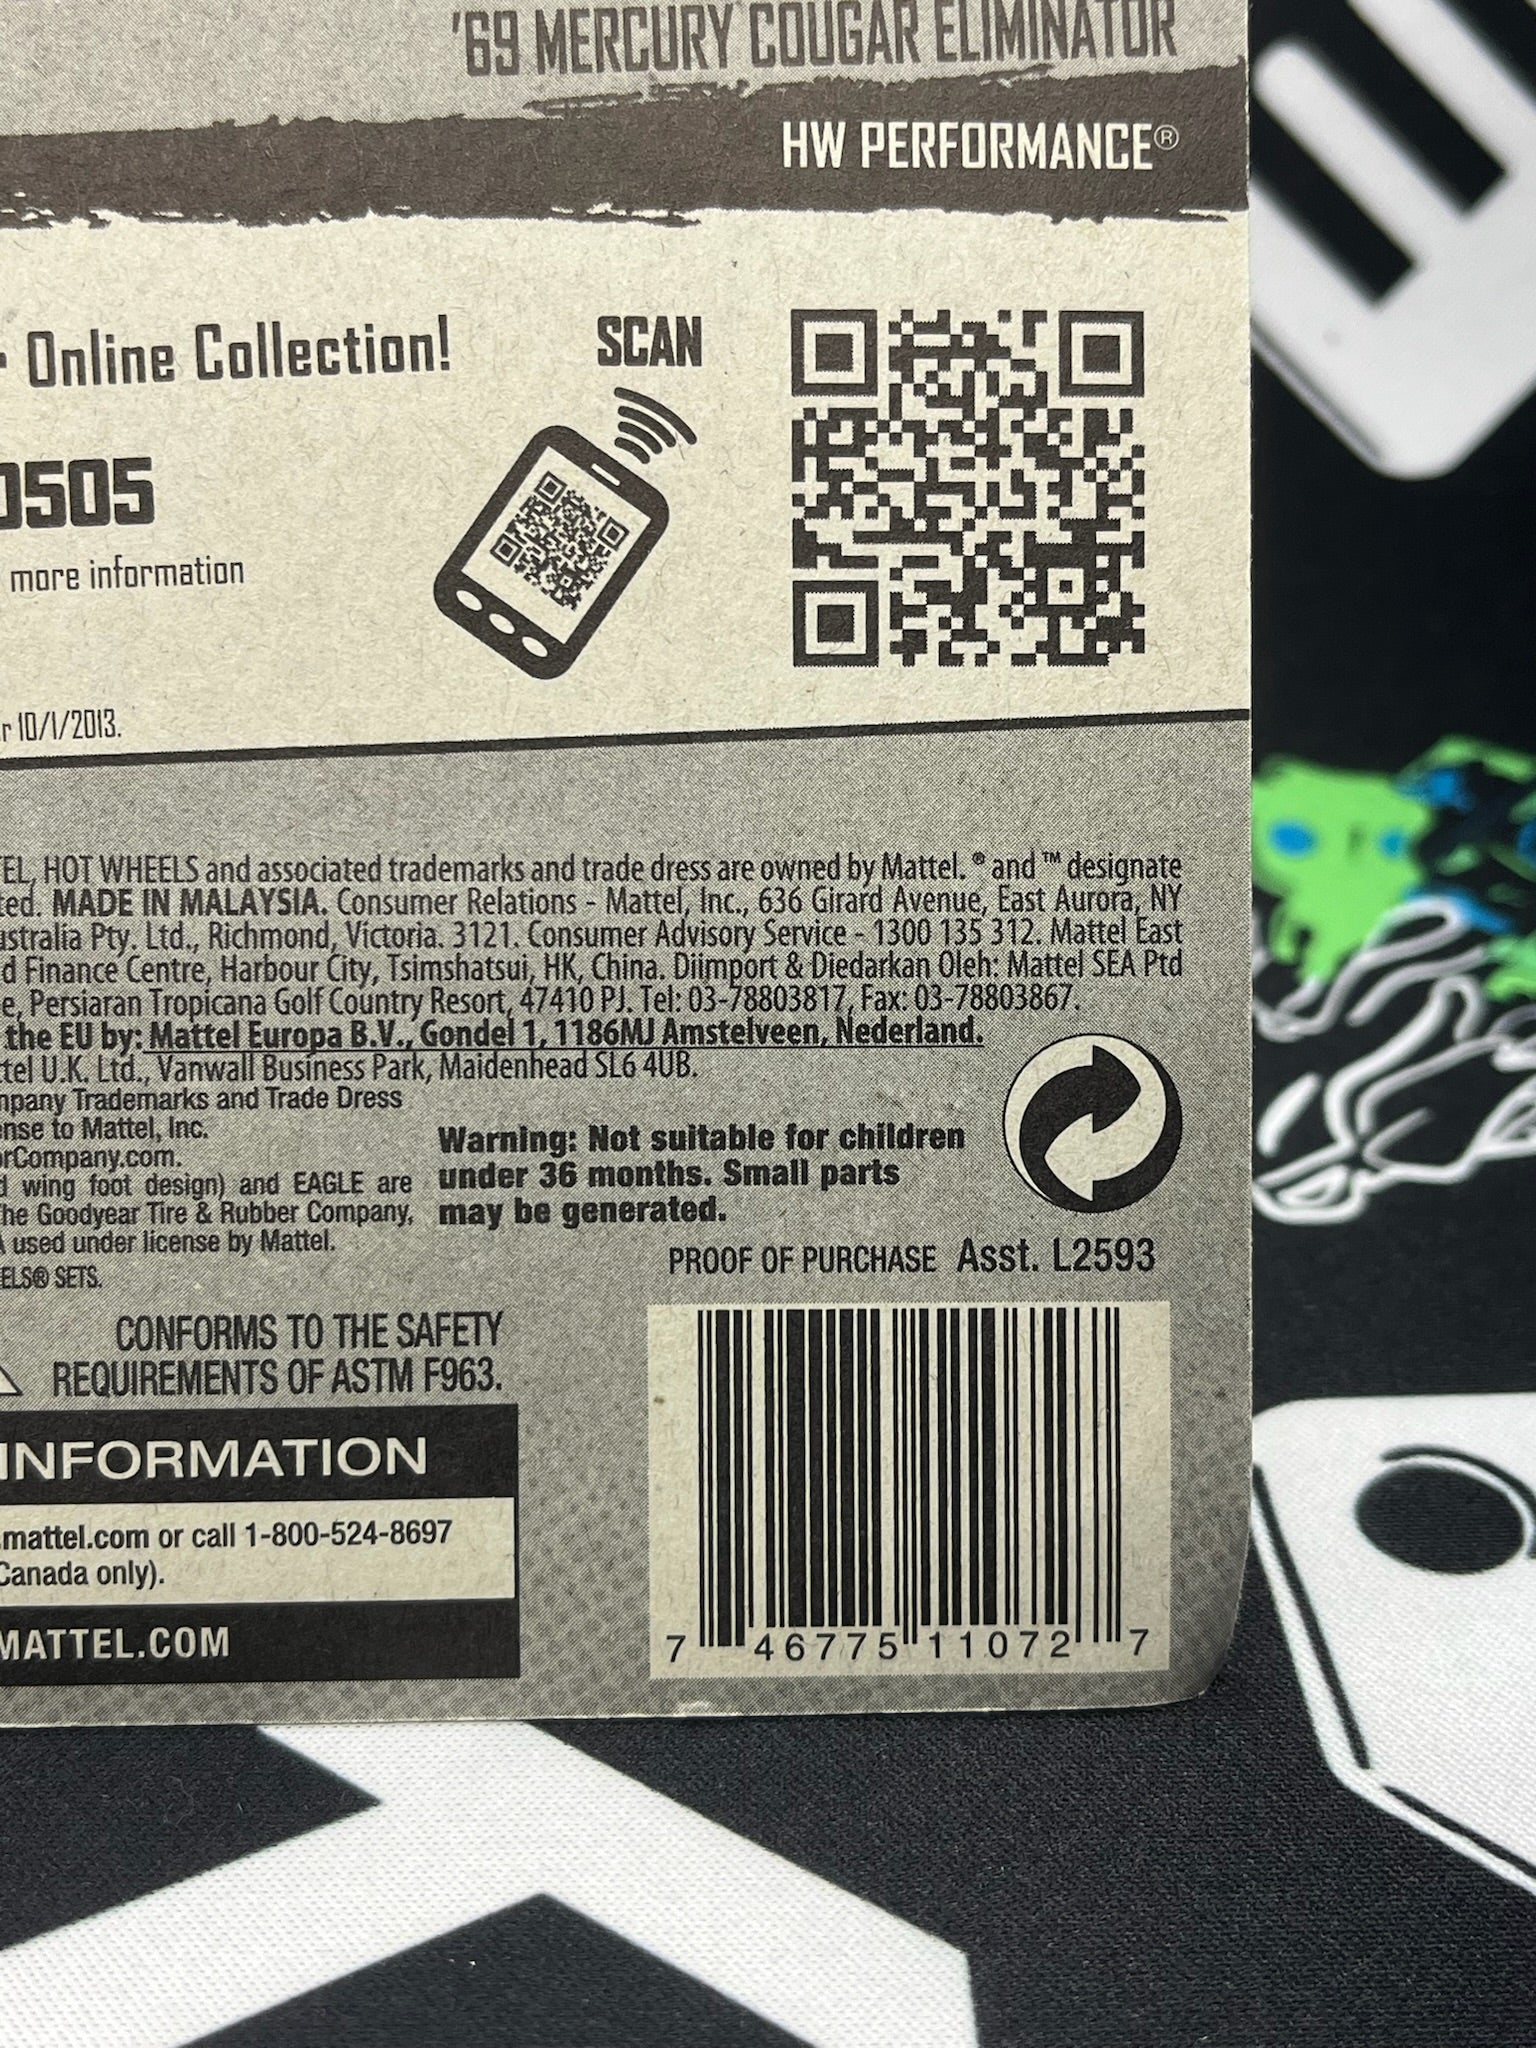 '69 MERCURY COUGAR ELIMINATOR
HW PERFORMANCE®
Online Collection!
SCAN
0505
more information
r 10/1/2013.
TEL, HOT WHEELS and associated trademarks and trade dress are owned by Mattel. ® and ™ designate
ted. MADE IN MALAYSIA. Consumer Relations - Mattel, Inc., 636 Girard Avenue, East Aurora, NY
ustralia Pty. Ltd., Richmond, Victoria. 3121. Consumer Advisory Service - 1300 135 312. Mattel East
d Finance Centre, Harbour City, Tsimshatsui, HK, China. Diimport & Diedarkan Oleh: Mattel SEA Ptd
e, Persiaran Tropicana Golf Country Resort, 47410 PJ. Tel: 03-78803817, Fax: 03-78803867.
the EU by: Mattel Europa B.V., Gondel 1, 1186MJ Amstelveen, Nederland.
ttel U.K. Ltd., Vanwall Business Park, Maidenhead SL6 4UB.
mpany Trademarks and Trade Dress
ense to Mattel, Inc.
orCompany.com.
d wing foot design) and EAGLE are
The Goodyear Tire & Rubber Company,
A used under license by Mattel.
EELS® SETS.
Warning: Not suitable for children
under 36 months. Small parts
may be generated.
PROOF OF PURCHASE Asst. L2593
CONFORMS TO THE SAFETY
REQUIREMENTS OF ASTM F963.
INFORMATION
.mattel.com or call 1-800-524-8697
Canada only).
MATTEL.COM
7 46775 11072 7